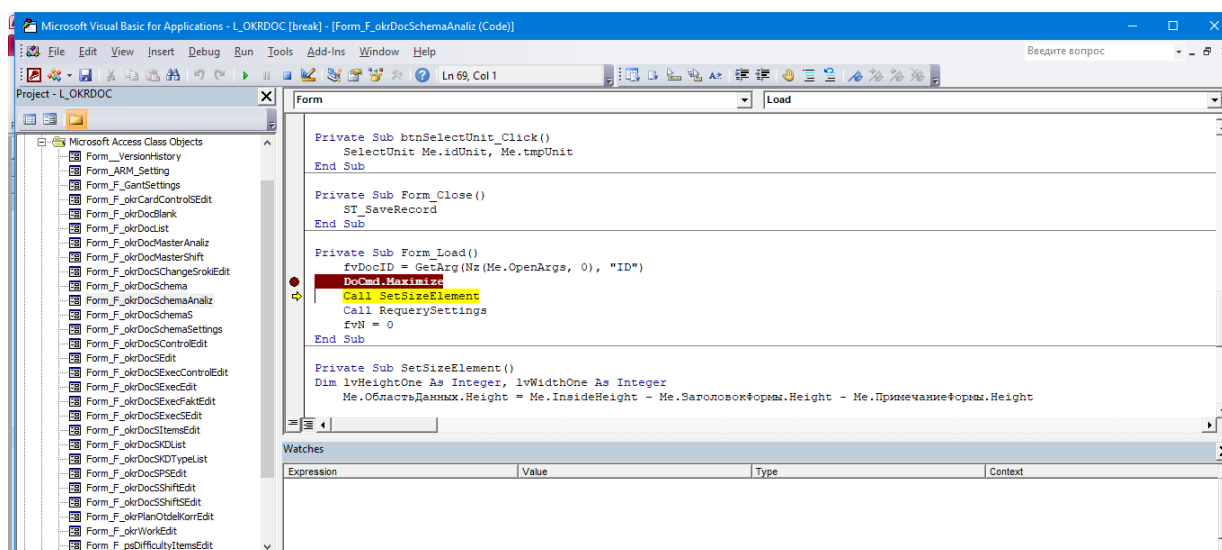 Microsoft Visual Basic for Applications - L_OKRDOC [break] - [Form_F_okrDocSchemaAnaliz (Code)]
File Edit View Insert Debug Run Tools Add-Ins Window Help
Введите вопрос
Ln 69, Col 1
Project - L_OKRDOC
Microsoft Access Class Objects
Form__VersionHistory
Form_ARM_Setting
Form_F_GantSettings
Form_F_okrCardControlSEdit
Form_F_okrDocBlank
Form_F_okrDocList
Form_F_okrDocMasterAnaliz
Form_F_okrDocMasterShift
Form_F_okrDocSChangeSrokiEdit
Form_F_okrDocSchema
Form_F_okrDocSchemaAnaliz
Form_F_okrDocSchemaS
Form_F_okrDocSchemaSettings
Form_F_okrDocSControlEdit
Form_F_okrDocSEdit
Form_F_okrDocSExecControlEdit
Form_F_okrDocSExecEdit
Form_F_okrDocSExecFaktEdit
Form_F_okrDocSExecSEdit
Form_F_okrDocSItemsEdit
Form_F_okrDocSKDList
Form_F_okrDocSKDTypeList
Form_F_okrDocSPSEdit
Form_F_okrDocSShiftEdit
Form_F_okrDocSShiftSEdit
Form_F_okrPlanOtdelKorrEdit
Form_F_okrWorkEdit
Form_F_psDifficultyItemsEdit
Form
Load
Private Sub btnSelectUnit_Click()
SelectUnit Me.idUnit, Me.tmpUnit
End Sub
Private Sub Form_Close()
ST_SaveRecord
End Sub
Private Sub Form_Load()
fvDocID = GetArg(Nz(Me.OpenArgs, 0), "ID")
DoCmd.Maximize
Call SetSizeElement
Call RequerySettings
fvN = 0
End Sub
Private Sub SetSizeElement()
Dim lvHeightOne As Integer, lvWidthOne As Integer
Me.ОбластьДанных.Height = Me.InsideHeight - Me.ЗаголовокФормы.Height - Me.ПримечаниеФормы.Height
Watches
Expression Value Type Context